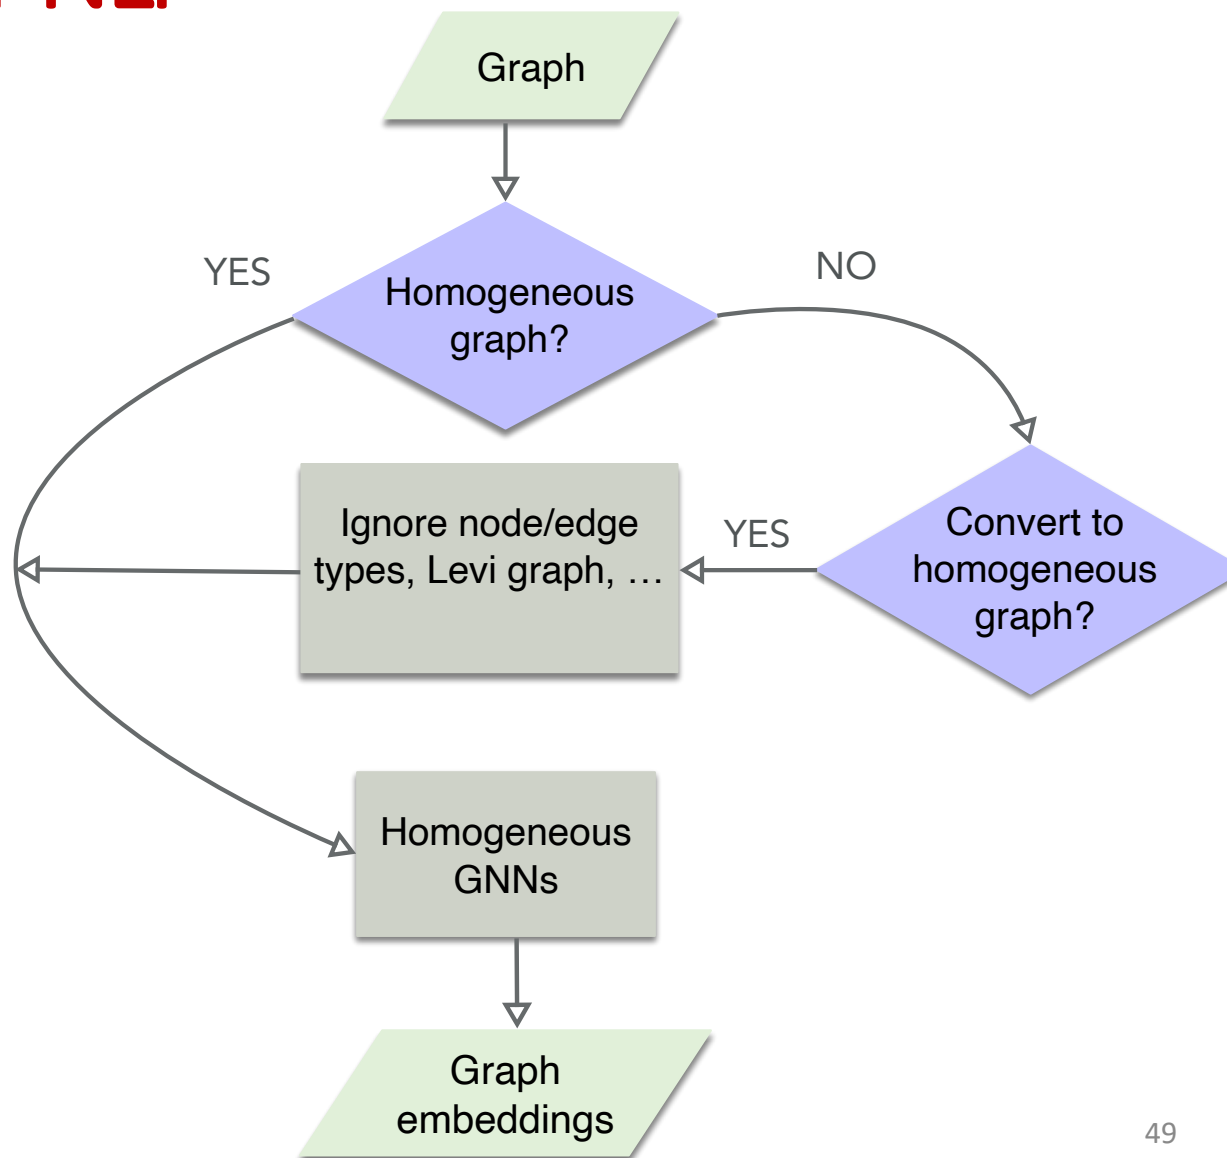 Graph
YES
NO
Homogeneous
graph?
Ignore node/edge
types, Levi graph, …
YES
Convert to
homogeneous
graph?
Homogeneous
GNNs
Graph
embeddings
49